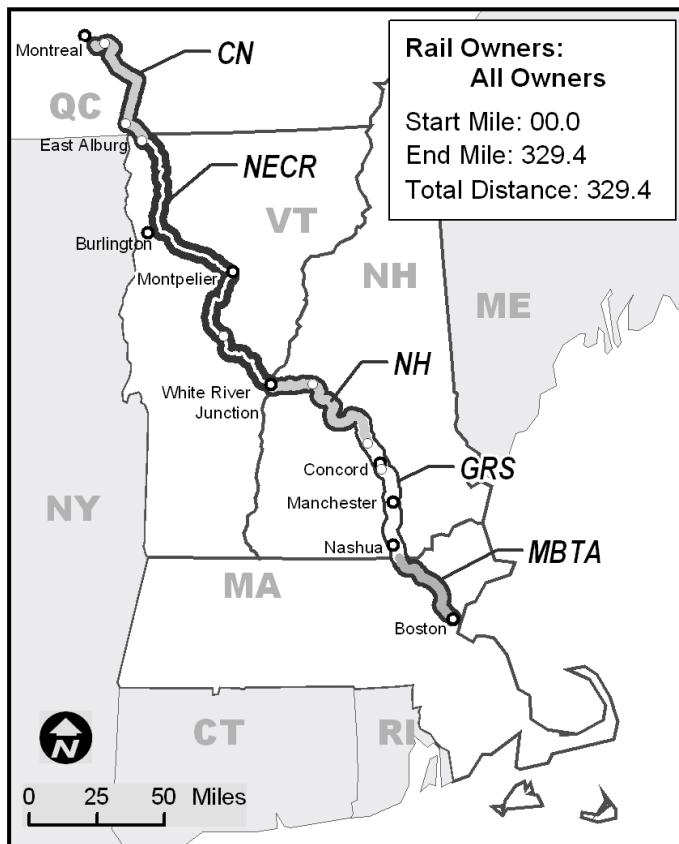 Rail Owners:
All Owners
Start Mile: 00.0
End Mile: 329.4
Total Distance: 329.4
Montreal
CN
QC
East Alburg
NECR
VT
Burlington
Montpelier
NH
ME
White River
Junction
NH
Concord
GRS
Manchester
NY
Nashua
MBTA
MA
Boston
CT
RI
N
0 25 50 Miles